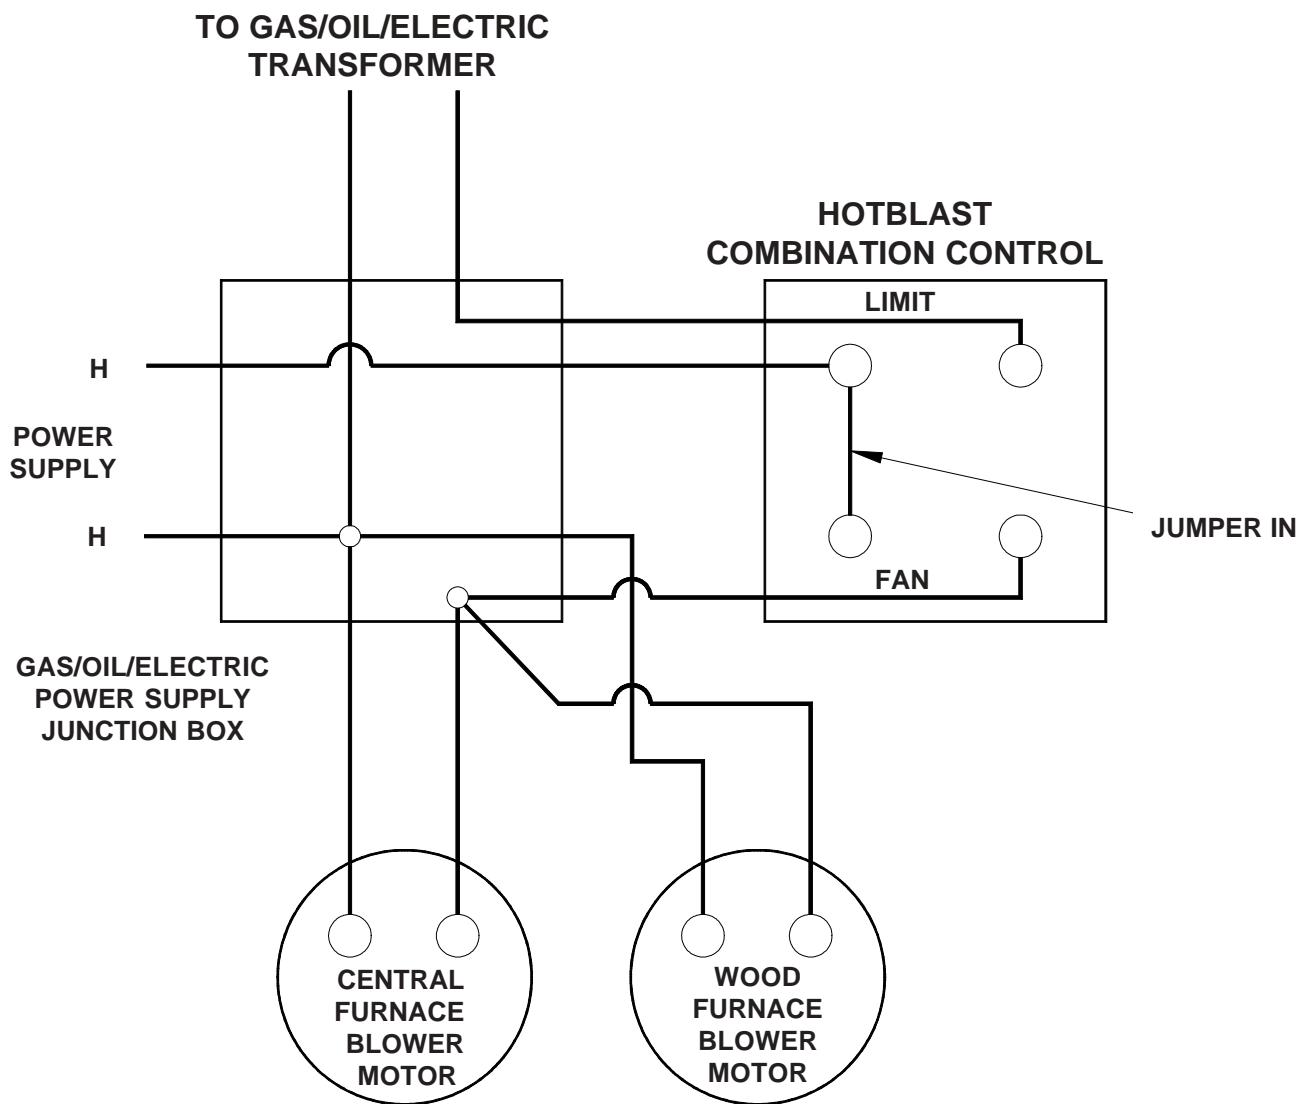 TO GAS/OIL/ELECTRIC
TRANSFORMER
HOTBLAST
COMBINATION CONTROL
LIMIT
H
POWER
SUPPLY
H
JUMPER IN
FAN
GAS/OIL/ELECTRIC
POWER SUPPLY
JUNCTION BOX
CENTRAL
FURNACE
BLOWER
MOTOR
WOOD
FURNACE
BLOWER
MOTOR